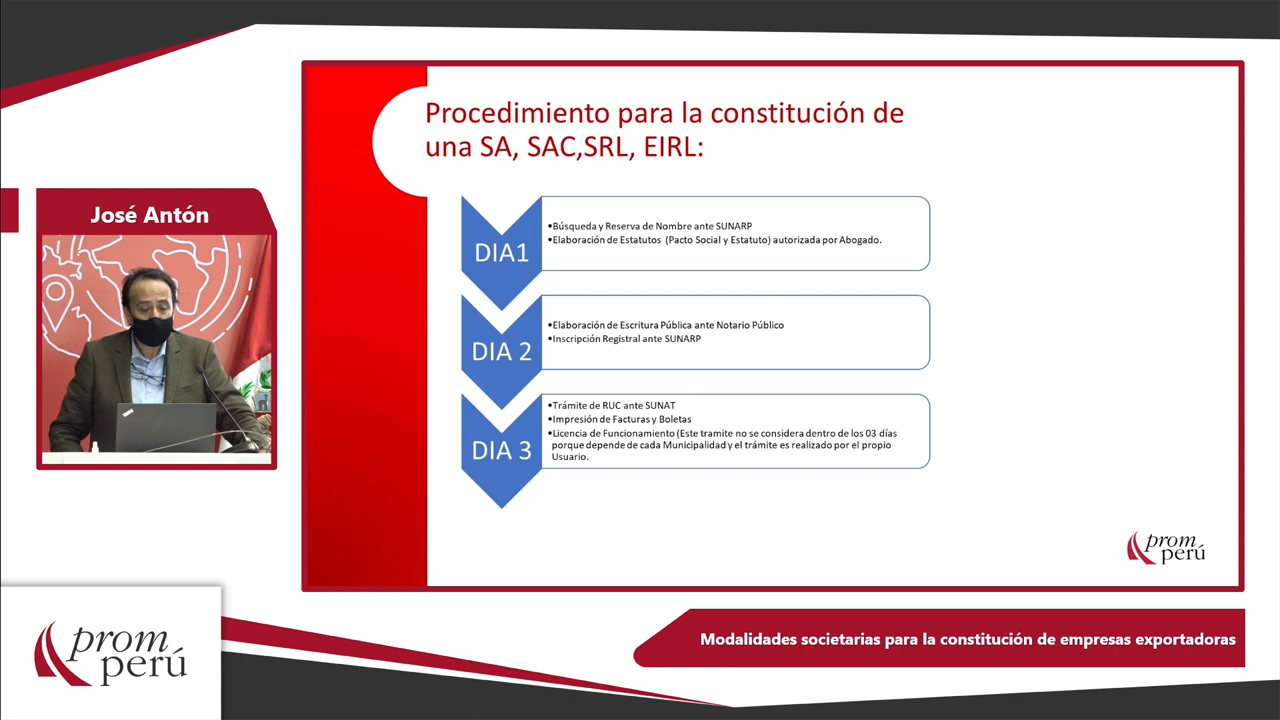 José Antón
Procedimiento para la constitución de
una SA, SAC,SRL, EIRL:
DIA1
•Búsqueda y Reserva de Nombre ante SUNARP
•Elaboración de Estatutos (Pacto Social y Estatuto) autorizada por Abogado.
DIA 2
•Elaboración de Escritura Pública ante Notario Público
•Inscripción Registral ante SUNARP
DIA 3
•Trámite de RUC ante SUNAT
•Impresión de Facturas y Boletas
•Licencia de Funcionamiento (Este tramite no se considera dentro de los 03 días
porque depende de cada Municipalidad y el trámite es realizado por el propio
Usuario.
prom
perú
prom
perú
Modalidades societarias para la constitución de empresas exportadoras